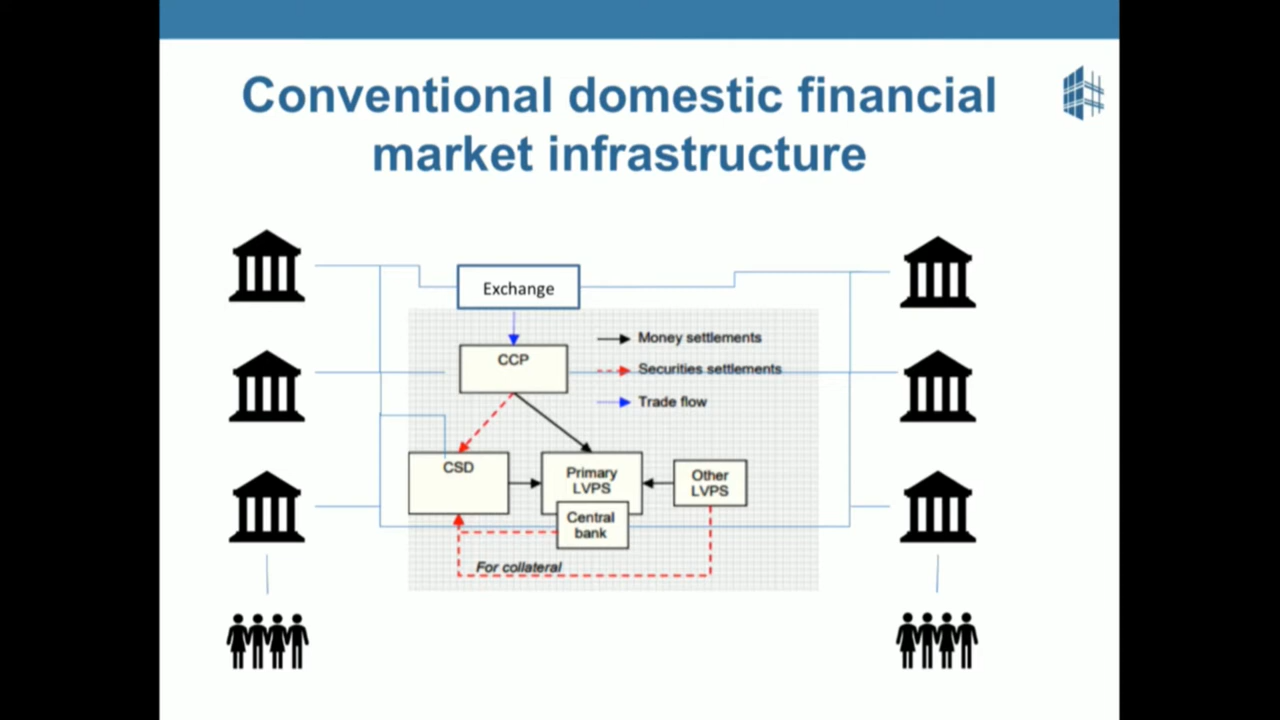 Conventional domestic financial
market infrastructure
Exchange
CCP
Money settlements
Securities settlements
Trade flow
CSD
Primary
LVPS
Other
LVPS
Central
bank
For collateral